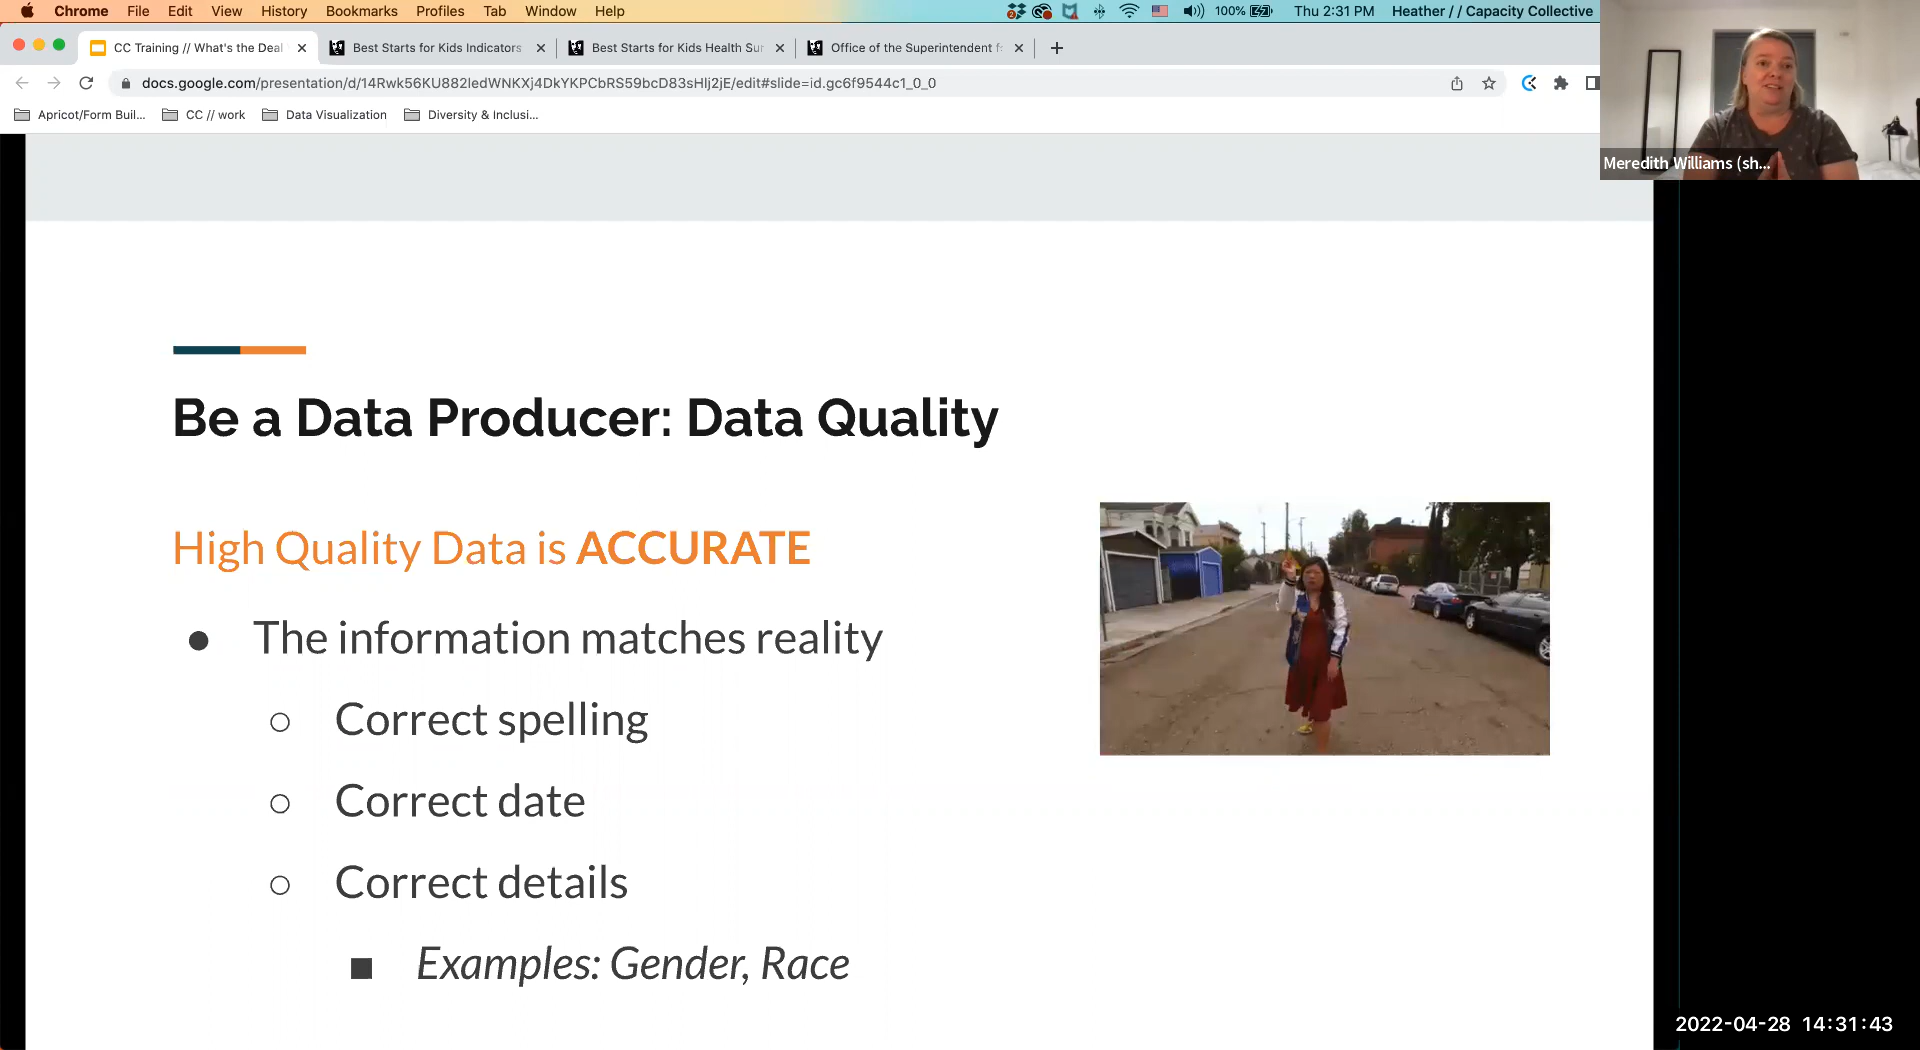 Chrome File Edit View History Bookmarks Profiles Tab Window Help
100% Thu 2:31 PM Heather // Capacity Collective
CC Training // What's the Deal
Best Starts for Kids Indicators
Best Starts for Kids Health Sur
Office of the Superintendent f
docs.google.com/presentation/d/14Rwk56KU882ledWNKXj4DkYKPCbRS59bcD83sHlj2jE/edit#slide=id.gc6f9544c1_0_0
Apricot/Form Buil...
CC // work
Data Visualization
Diversity & Inclusi...
Meredith Williams (sh...
Be a Data Producer: Data Quality
High Quality Data is ACCURATE
● The information matches reality
○ Correct spelling
○ Correct date
○ Correct details
■ Examples: Gender, Race
2022-04-28 14:31:43